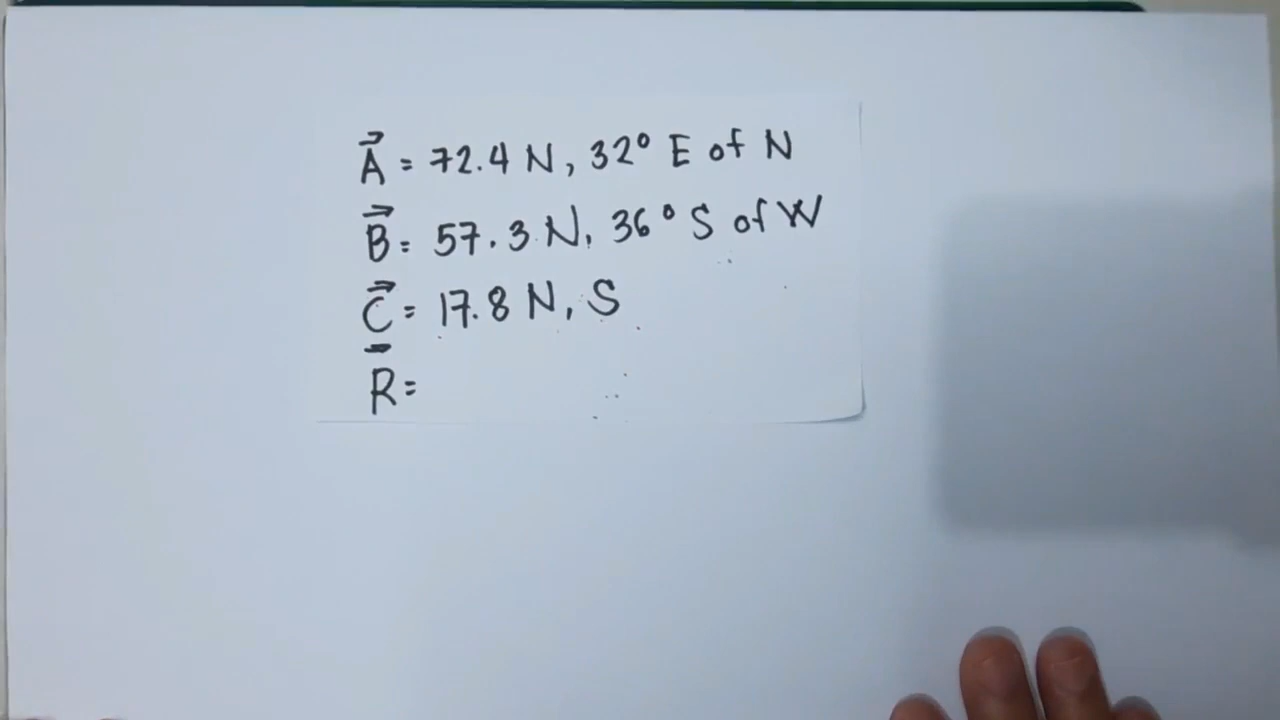 A = 72.4 N, 32° E of N
B = 57.3 N, 36° S of W
C = 17.8 N, S
R =